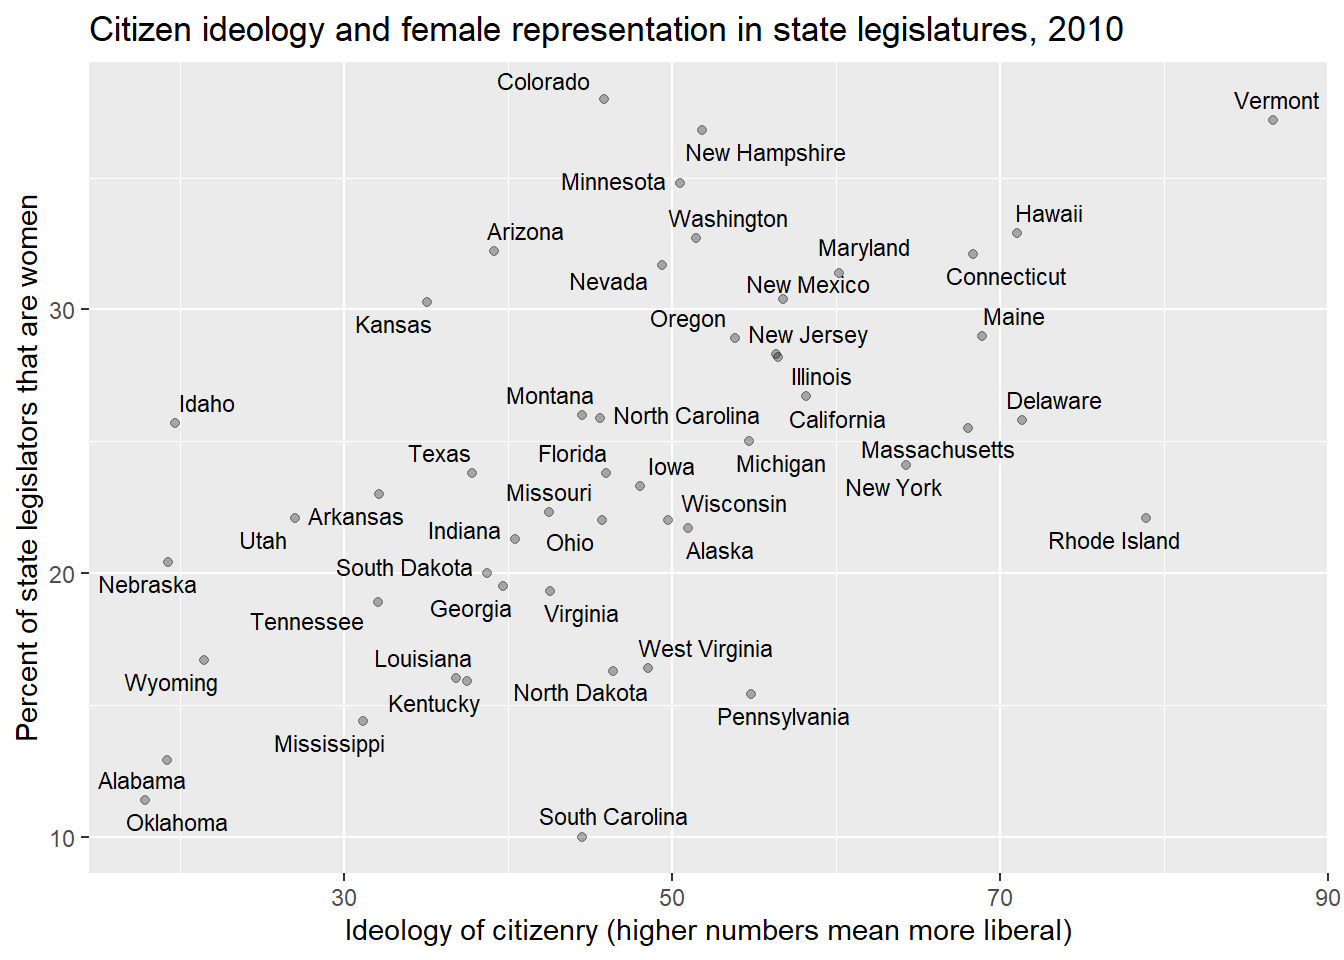 Citizen ideology and female representation in state legislatures, 2010
Colorado
Vermont
New Hampshire
Minnesota
Hawaii
Washington
Arizona
Maryland
Connecticut
Nevada
New Mexico
Kansas
Oregon
Maine
New Jersey
Illinois
Idaho
Montana
Delaware
North Carolina
California
Texas
Florida
Massachusetts
Iowa
Michigan
New York
Missouri
Wisconsin
Arkansas
Indiana
Utah
Ohio
Rhode Island
Alaska
South Dakota
Nebraska
Georgia
Virginia
Tennessee
West Virginia
Louisiana
Wyoming
North Dakota
Kentucky
Pennsylvania
Mississippi
Alabama
South Carolina
Oklahoma
Percent of state legislators that are women
30
20
10
30
50
70
90
Ideology of citizenry (higher numbers mean more liberal)